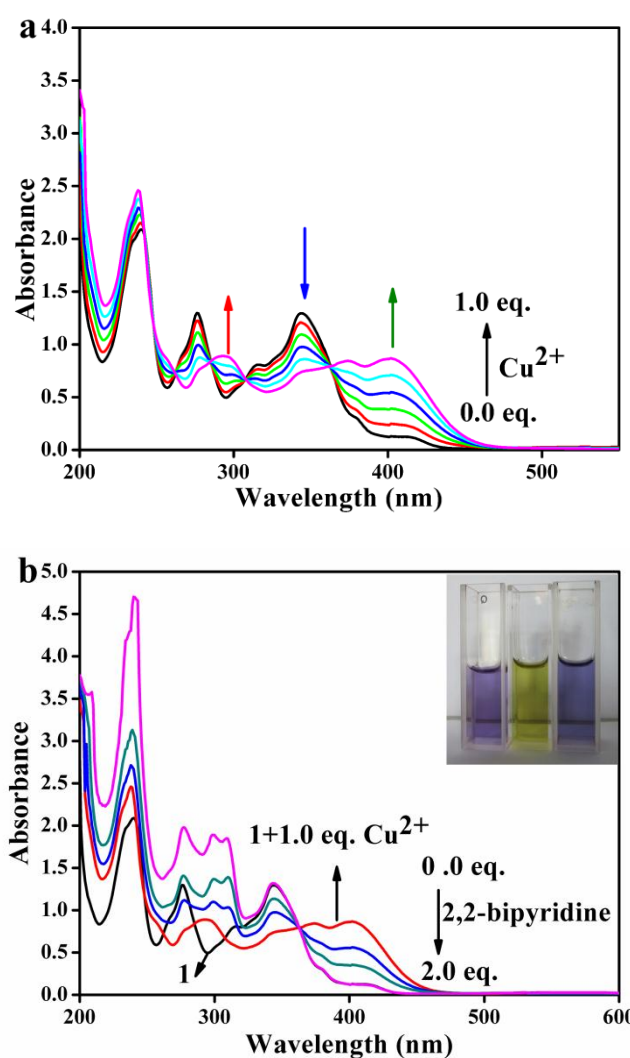 a
4.0
3.5
3.0
2.5
2.0
1.5
1.0
0.5
0.0
Absorbance
1.0 eq.
Cu2+
0.0 eq.
200 300 400 500
Wavelength (nm)
b
5.0
4.5
4.0
3.5
3.0
2.5
2.0
1.5
1.0
0.5
0.0
Absorbance
1+1.0 eq. Cu2+
0 .0 eq.
2,2-bipyridine
2.0 eq.
1
200 300 400 500 600
Wavelength (nm)